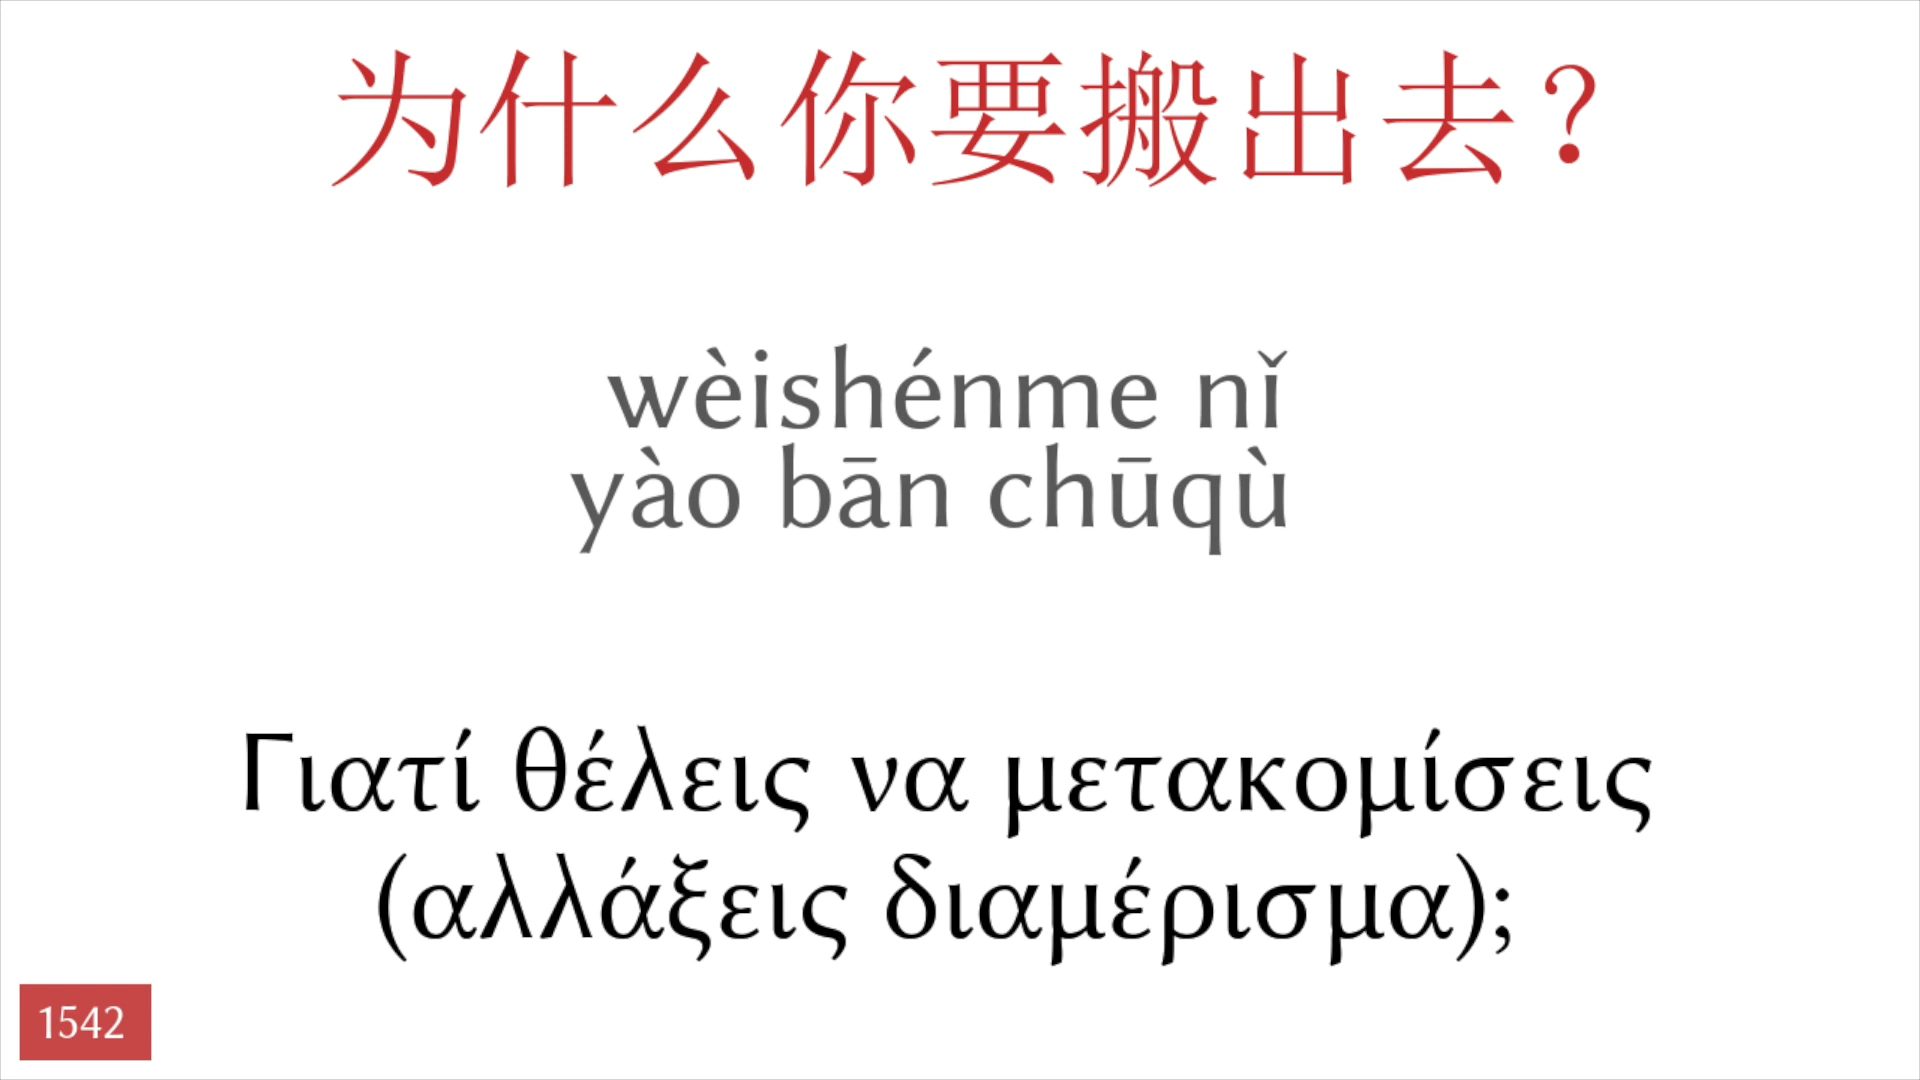 为什么你要搬出去？
wèishénme nǐ
yào bān chūqù
Γιατί θέλεις να μετακομίσεις
(αλλάξεις διαμέρισμα);
1542